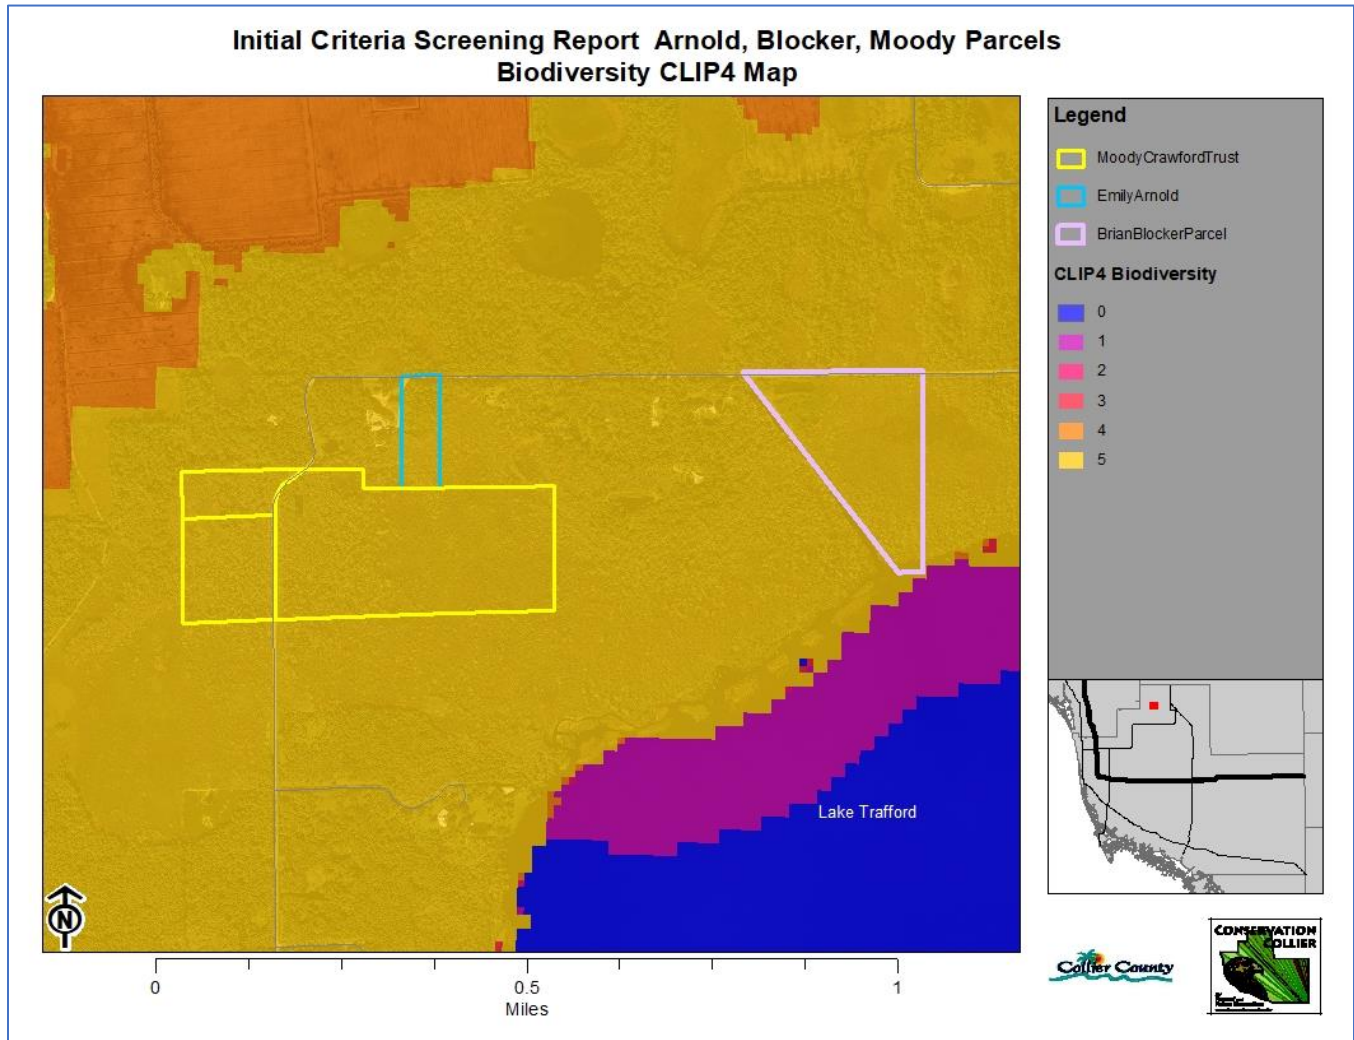 Initial Criteria Screening Report Arnold, Blocker, Moody Parcels
Biodiversity CLIP4 Map
Legend
MoodyCrawfordTrust
EmilyArnold
BrianBlockerParcel
CLIP4 Biodiversity
0
1
2
3
4
5
Lake Trafford
N
0
0.5
1
Miles
Collier County
CONSERVATION
COLLIER